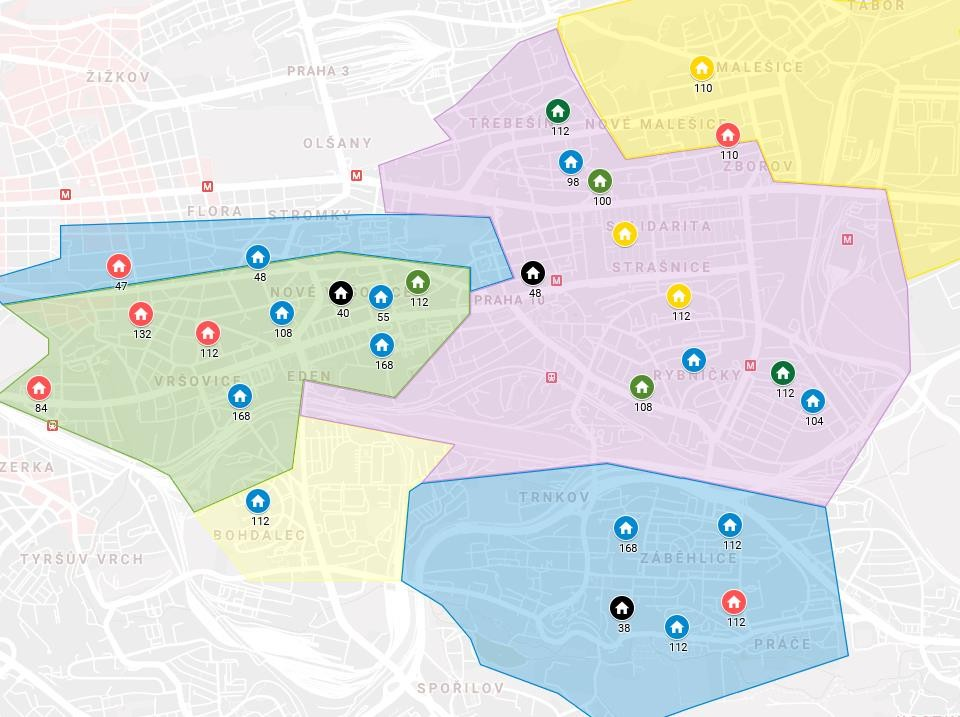 TÁBOR
ŽIŽKOV
PRAHA 3
MALEŠICE
110
TŘEBEŠÍN
112
NOVÉ MALEŠICE
110
OLŠANY
98
100
ZBOROV
M
M
M
FLORA
STROMKY
SOLIDARITA
M
47
48
STRAŠNICE
48
M
NOVÉ
40
55
112
PRAHA 10
112
132
112
108
168
VRŠOVICE
EDEN
RYBNÍČKY
M
84
168
108
112
104
ZERKA
112
BOHDALEC
TRNKOV
168
112
TYRŠŮV VRCH
ZÁBĚHLICE
38
112
112
PRÁČE
SPOŘILOV